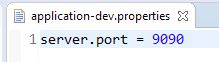 application-dev.properties
1 server.port = 9090